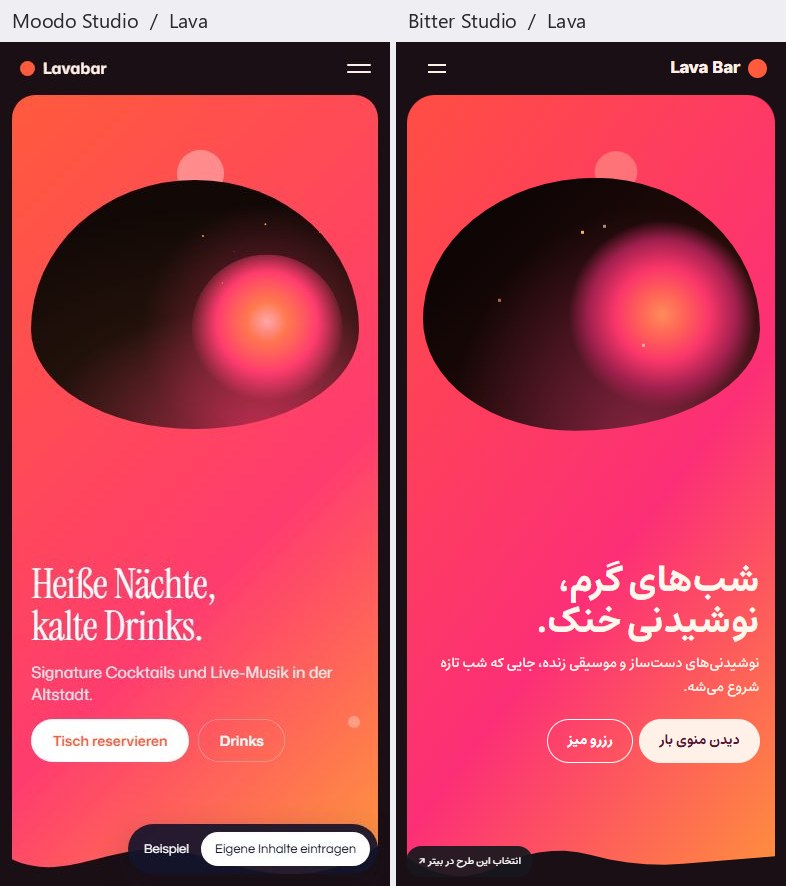 Moodo Studio / Lava
Lavabar
Heiße Nächte,
kalte Drinks.
Signature Cocktails und Live-Musik in der
Altstadt.
Tisch reservieren
Drinks
Beispiel
Eigene Inhalte eintragen
Bitter Studio / Lava
Lava Bar
شب‌های گرم،
نوشیدنی خنک.
نوشیدنی‌های دست‌ساز و موسیقی زنده، جایی که شب تازه
شروع می‌شه.
دیدن منوی بار
رزرو میز
انتخاب این طرح در بیتر ↗